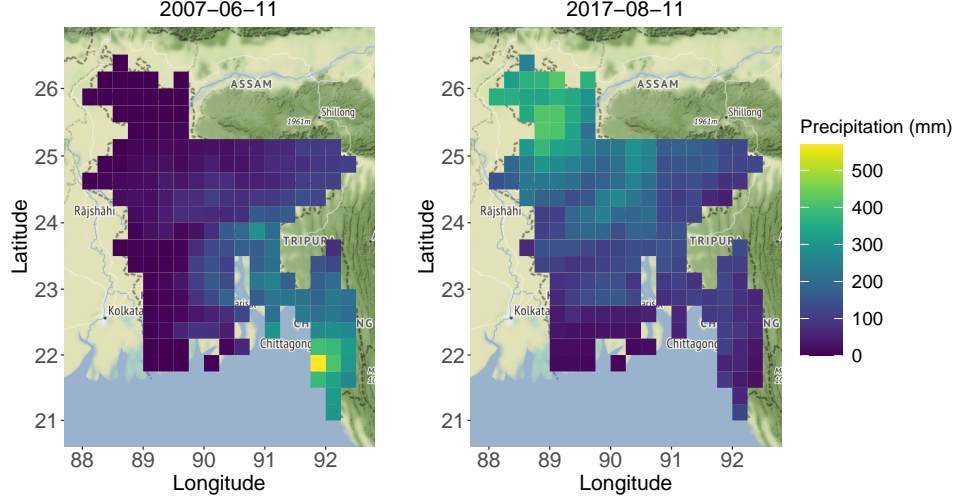 2007−06−11
2017−08−11
ASSAM
Shillong
1961m
Rājshāhi
TRIPURA
Kolkata
Chittagong
26
25
24
23
22
21
88
89
90
91
92
Longitude
Latitude
ASSAM
Shillong
1961m
Rājshāhi
TRIPURA
Kolkata
Chittagong
26
25
24
23
22
21
88
89
90
91
92
Longitude
Latitude
Precipitation (mm)
500
400
300
200
100
0